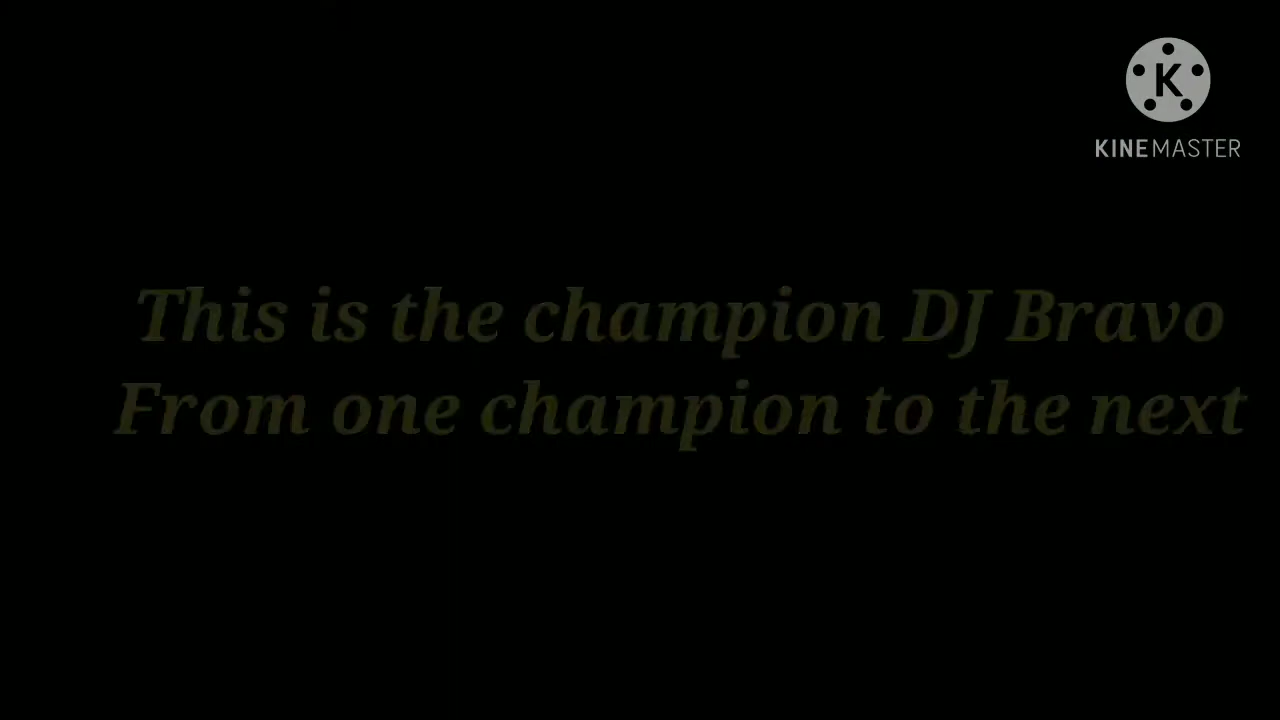 K
KINEMASTER
This is the champion DJ Bravo
From one champion to the next